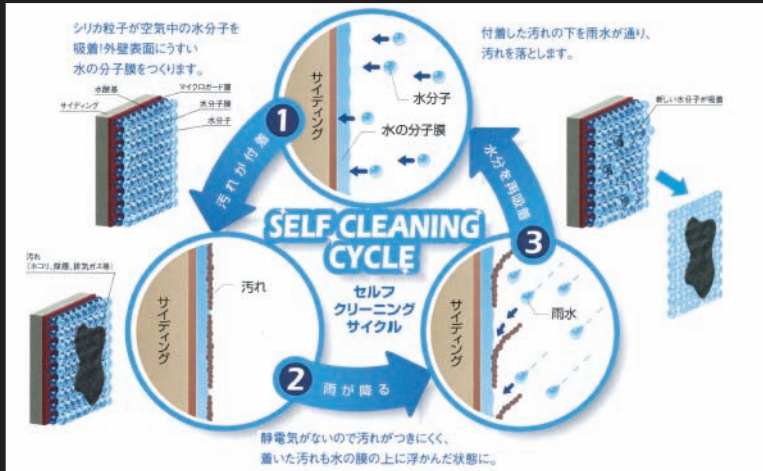 シリカ粒子が空気中の水分子を
吸着!外壁表面にうすい
水の分子膜をつくります。
付着した汚れの下を雨水が通り、
汚れを落とします。
水酸基
マイクロガード膜
サイディング
水分子膜
水分子
1
サイディング
水分子
水の分子膜
新しい水分子が吸着
汚れが付着
水分を再吸着
SELF CLEANING
CYCLE
セルフ
クリーニング
サイクル
3
汚れ
(ホコリ、煤煙、排気ガス等)
サイディング
汚れ
サイディング
雨水
2
雨が降る
静電気がないので汚れがつきにくく、
着いた汚れも水の膜の上に浮かんだ状態に。